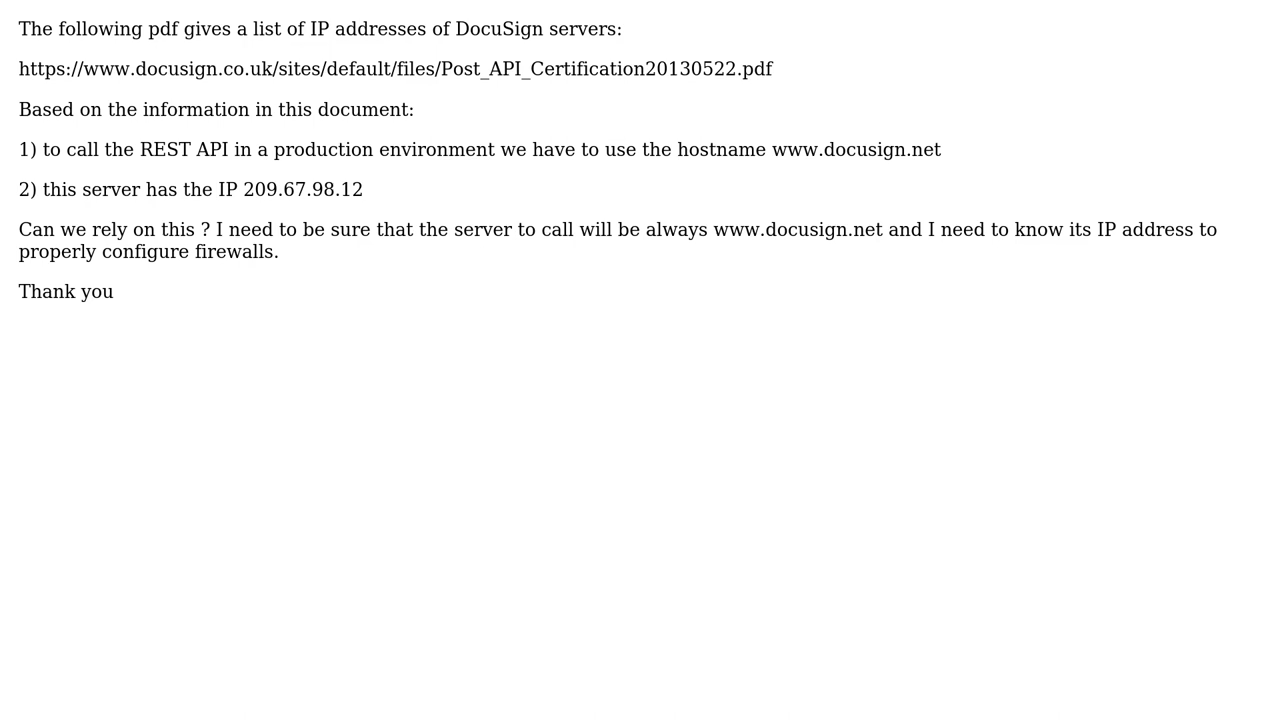 The following pdf gives a list of IP addresses of DocuSign servers:
https://www.docusign.co.uk/sites/default/files/Post_API_Certification20130522.pdf
Based on the information in this document:
1) to call the REST API in a production environment we have to use the hostname www.docusign.net
2) this server has the IP 209.67.98.12
Can we rely on this ? I need to be sure that the server to call will be always www.docusign.net and I need to know its IP address to
properly configure firewalls.
Thank you